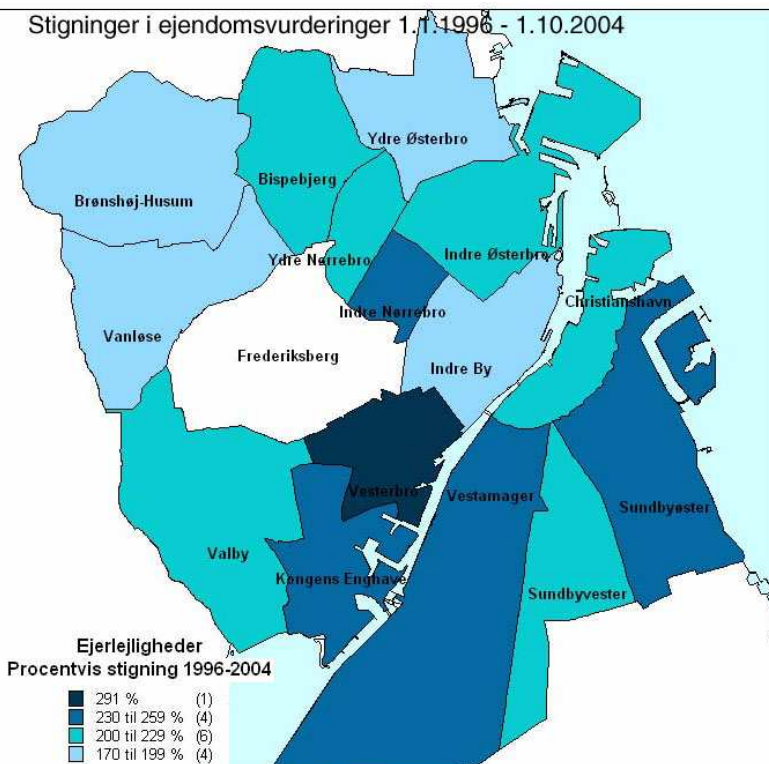 Stigninger i ejendomsvurderinger 1.1.1996 - 1.10.2004
Ydre Østerbro
Bispebjerg
Brønshøj-Husum
Ydre Nørrebro
Indre Østerbro
Christianshavn
Indre Nørrebro
Vanløse
Frederiksberg
Indre By
Vesterbro
Vestamager
Sundbyøster
Valby
Kongens Enghave
Sundbyvester
Ejerlejligheder
Procentvis stigning 1996-2004
291 % (1)
230 til 259 % (4)
200 til 229 % (6)
170 til 199 % (4)